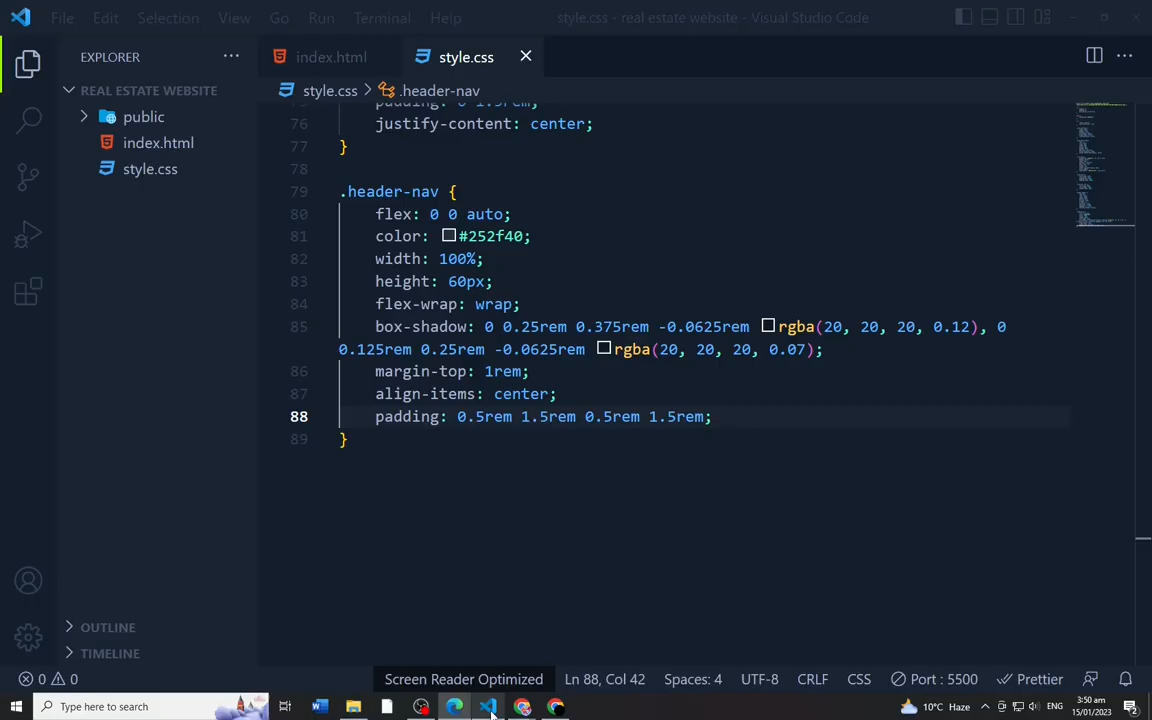 File Edit Selection View Go Run Terminal Help style.css - real estate website - Visual Studio Code
EXPLORER
index.html
style.css
REAL ESTATE WEBSITE
public
index.html
style.css
style.css > .header-nav
padding: 0 1.5rem;
76 justify-content: center;
77 }
78
79 .header-nav {
80 flex: 0 0 auto;
81 color: #252f40;
82 width: 100%;
83 height: 60px;
84 flex-wrap: wrap;
85 box-shadow: 0 0.25rem 0.375rem -0.0625rem rgba(20, 20, 20, 0.12), 0
0.125rem 0.25rem -0.0625rem rgba(20, 20, 20, 0.07);
86 margin-top: 1rem;
87 align-items: center;
88 padding: 0.5rem 1.5rem 0.5rem 1.5rem;
89 }
OUTLINE
TIMELINE
0 0 Screen Reader Optimized Ln 88, Col 42 Spaces: 4 UTF-8 CRLF CSS Port : 5500 Prettier
Type here to search
10°C Haze
ENG
3:50 am
15/01/2023
2